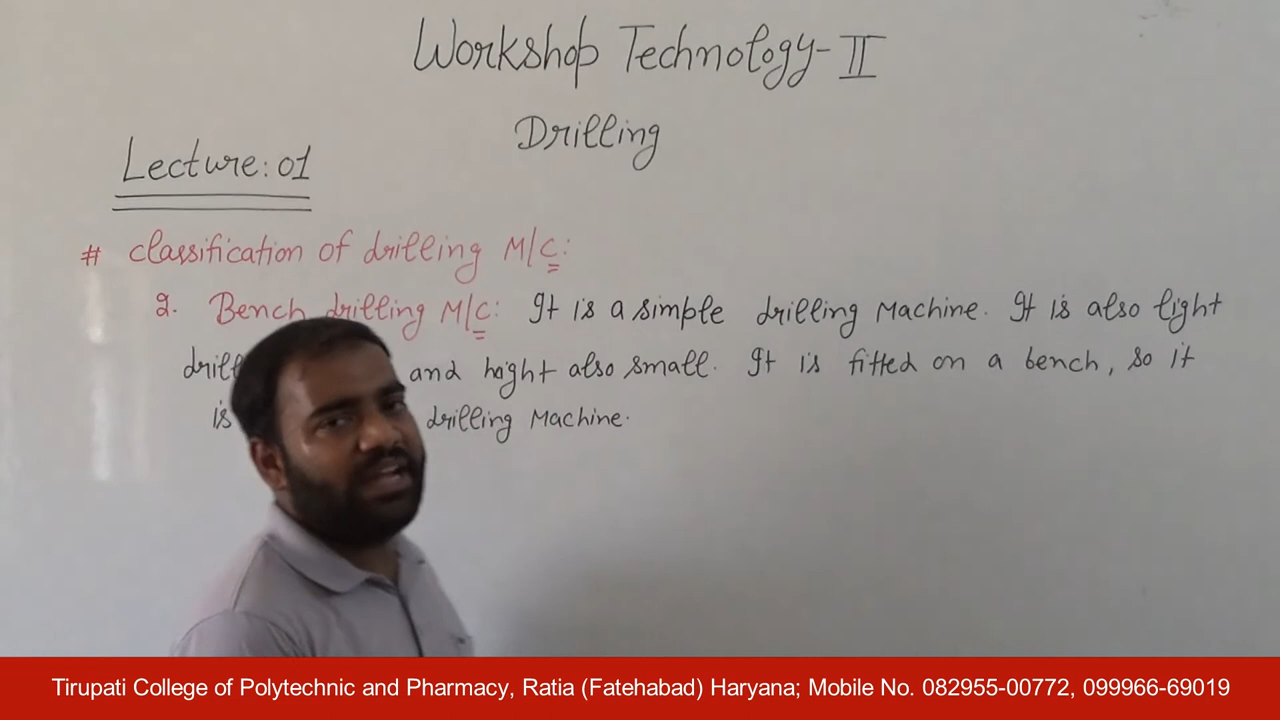 Workshop Technology-II
Drilling
Lecture: 01
# classification of drilling M/C:
2. Bench drilling M/C: It is a simple drilling Machine. It is also light
drill and hight also small. It is fitted on a bench, so it
is drilling Machine.
Tirupati College of Polytechnic and Pharmacy, Ratia (Fatehabad) Haryana; Mobile No. 082955-00772, 099966-69019